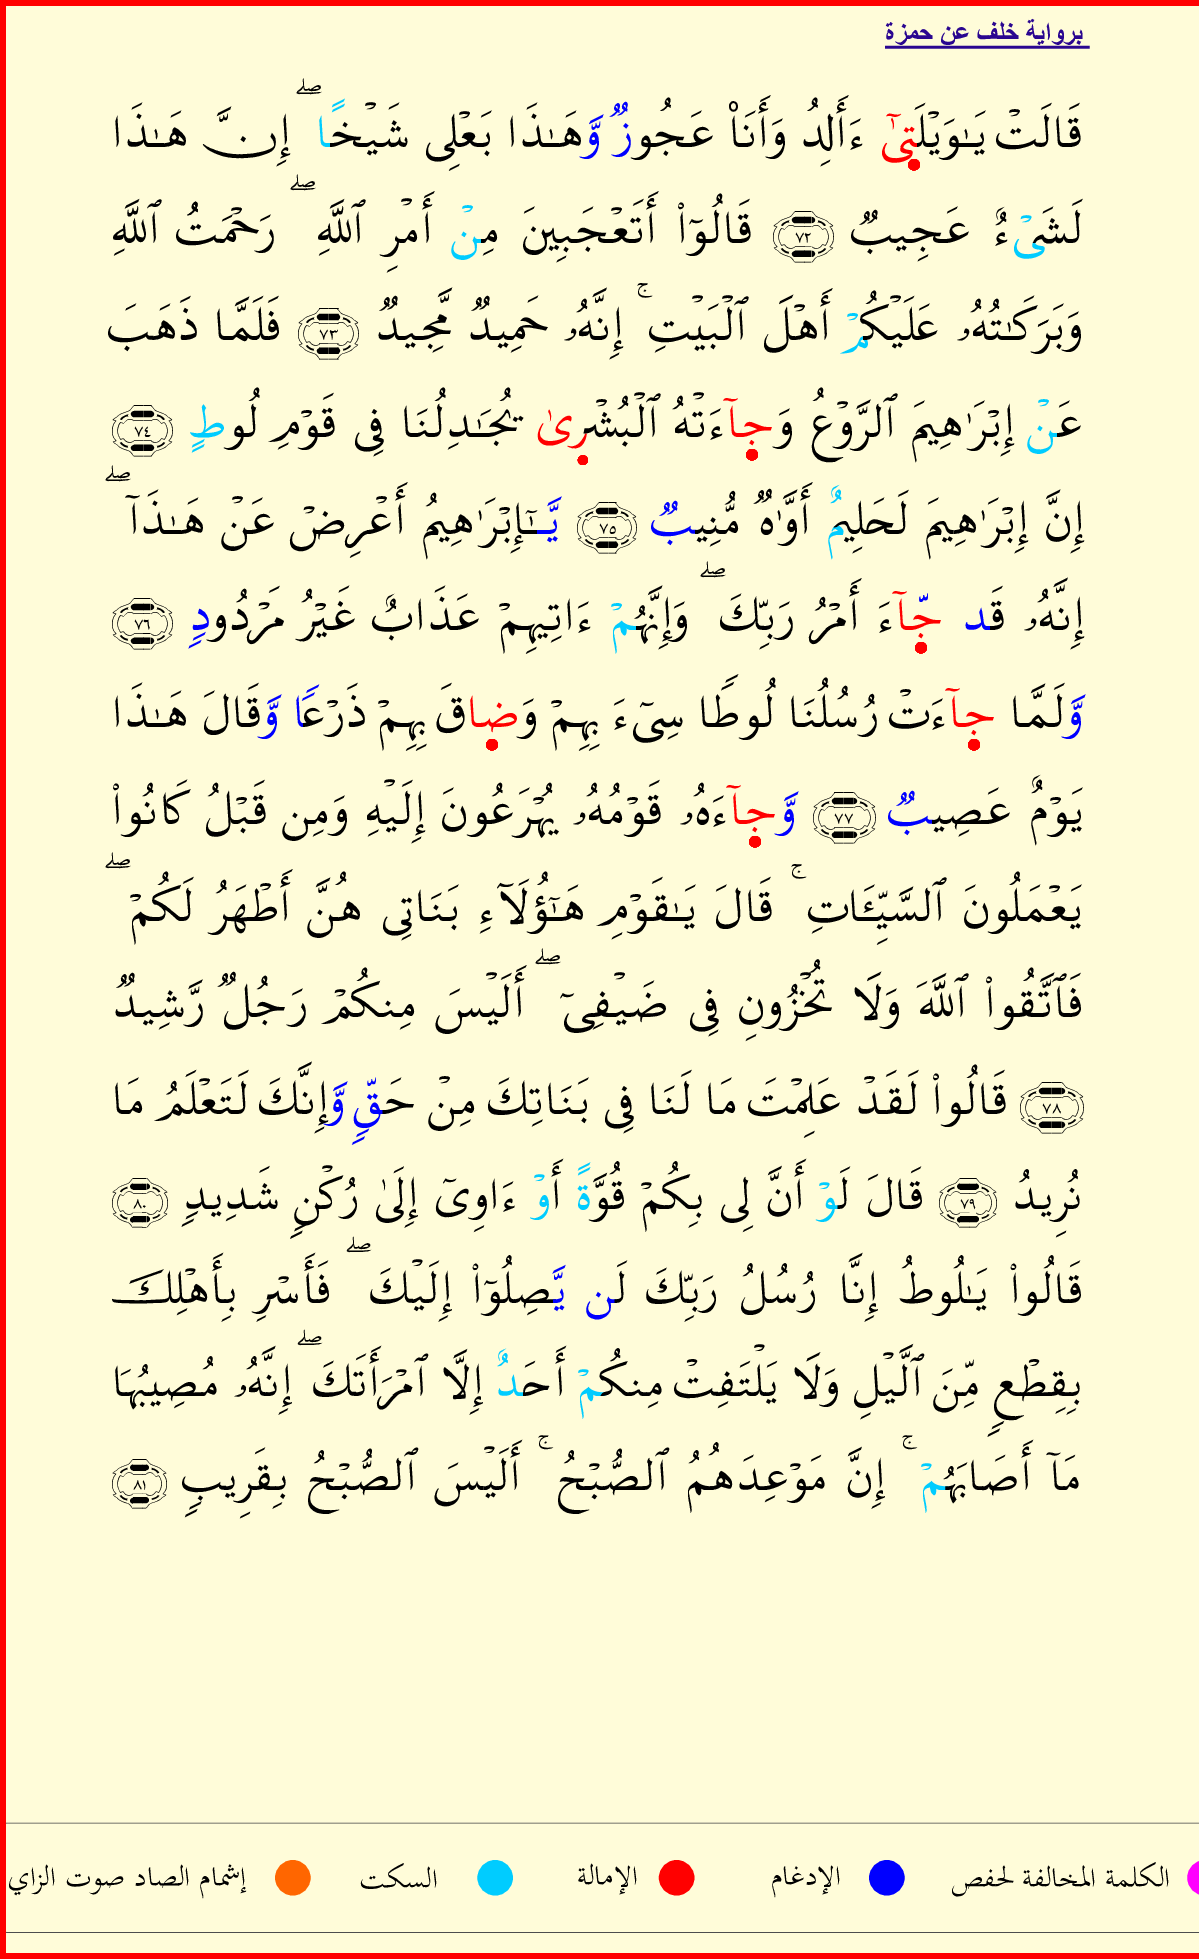 برواية خلف عن حمزة
قَالَتْ يَـٰوَيْلَتِىٓ ءَأَلِدُ وَأَنَا۠ عَجُوزٌ وَّهَـٰذَا بَعْلِى شَيْخًا ۖ إِنَّ هَـٰذَا
لَشَىْءٌ عَجِيبٌ ٧٢ قَالُوٓا۟ أَتَعْجَبِينَ مِنْ أَمْرِ ٱللَّهِ ۖ رَحْمَتُ ٱللَّهِ
وَبَرَكَـٰتُهُۥ عَلَيْكُمْ أَهْلَ ٱلْبَيْتِ ۚ إِنَّهُۥ حَمِيدٌ مَّجِيدٌ ٧٣ فَلَمَّا ذَهَبَ
عَنْ إِبْرَٰهِيمَ ٱلرَّوْعُ وَجِآءَتْهُ ٱلْبُشْرِىٰ يُجَـٰدِلُنَا فِى قَوْمِ لُوطٍ ٧٤
إِنَّ إِبْرَٰهِيمَ لَحَلِيمٌ أَوَّٰهٌ مُّنِيبٌ ٧٥ يَّـٰٓإِبْرَٰهِيمُ أَعْرِضْ عَنْ هَـٰذَآ ۖ
إِنَّهُۥ قَد جِّآءَ أَمْرُ رَبِّكَ ۖ وَإِنَّهُمْ ءَاتِيهِمْ عَذَابٌ غَيْرُ مَرْدُودٍ ٧٦
وَّلَمَّا جِآءَتْ رُسُلُنَا لُوطًا سِىٓءَ بِهِمْ وَضِاقَ بِهِمْ ذَرْعًا وَّقَالَ هَـٰذَا
يَوْمٌ عَصِيبٌ ٧٧ وَّجِآءَهُۥ قَوْمُهُۥ يُهْرَعُونَ إِلَيْهِ وَمِن قَبْلُ كَانُوا۟
يَعْمَلُونَ ٱلسَّيِّـَٔاتِ ۚ قَالَ يَـٰقَوْمِ هَـٰٓؤُلَآءِ بَنَاتِى هُنَّ أَطْهَرُ لَكُمْ ۖ
فَٱتَّقُوا۟ ٱللَّهَ وَلَا تُخْزُونِ فِى ضَيْفِىٓ ۖ أَلَيْسَ مِنكُمْ رَجُلٌ رَّشِيدٌ
٧٨ قَالُوا۟ لَقَدْ عَلِمْتَ مَا لَنَا فِى بَنَاتِكَ مِنْ حَقٍّ وَّإِنَّكَ لَتَعْلَمُ مَا
نُرِيدُ ٧٩ قَالَ لَوْ أَنَّ لِى بِكُمْ قُوَّةً أَوْ ءَاوِىٓ إِلَىٰ رُكْنٍ شَدِيدٍ ٨٠
قَالُوا۟ يَـٰلُوطُ إِنَّا رُسُلُ رَبِّكَ لَن يَّصِلُوٓا۟ إِلَيْكَ ۖ فَأَسْرِ بِأَهْلِكَ
بِقِطْعٍ مِّنَ ٱلَّيْلِ وَلَا يَلْتَفِتْ مِنكُمْ أَحَدٌ إِلَّا ٱمْرَأَتَكَ ۖ إِنَّهُۥ مُصِيبُهَا
مَآ أَصَابَهُمْ ۚ إِنَّ مَوْعِدَهُمُ ٱلصُّبْحُ ۚ أَلَيْسَ ٱلصُّبْحُ بِقَرِيبٍ ٨١
الكلمة المخالفة لحفص الإدغام الإمالة السكت إشمام الصاد صوت الزاي